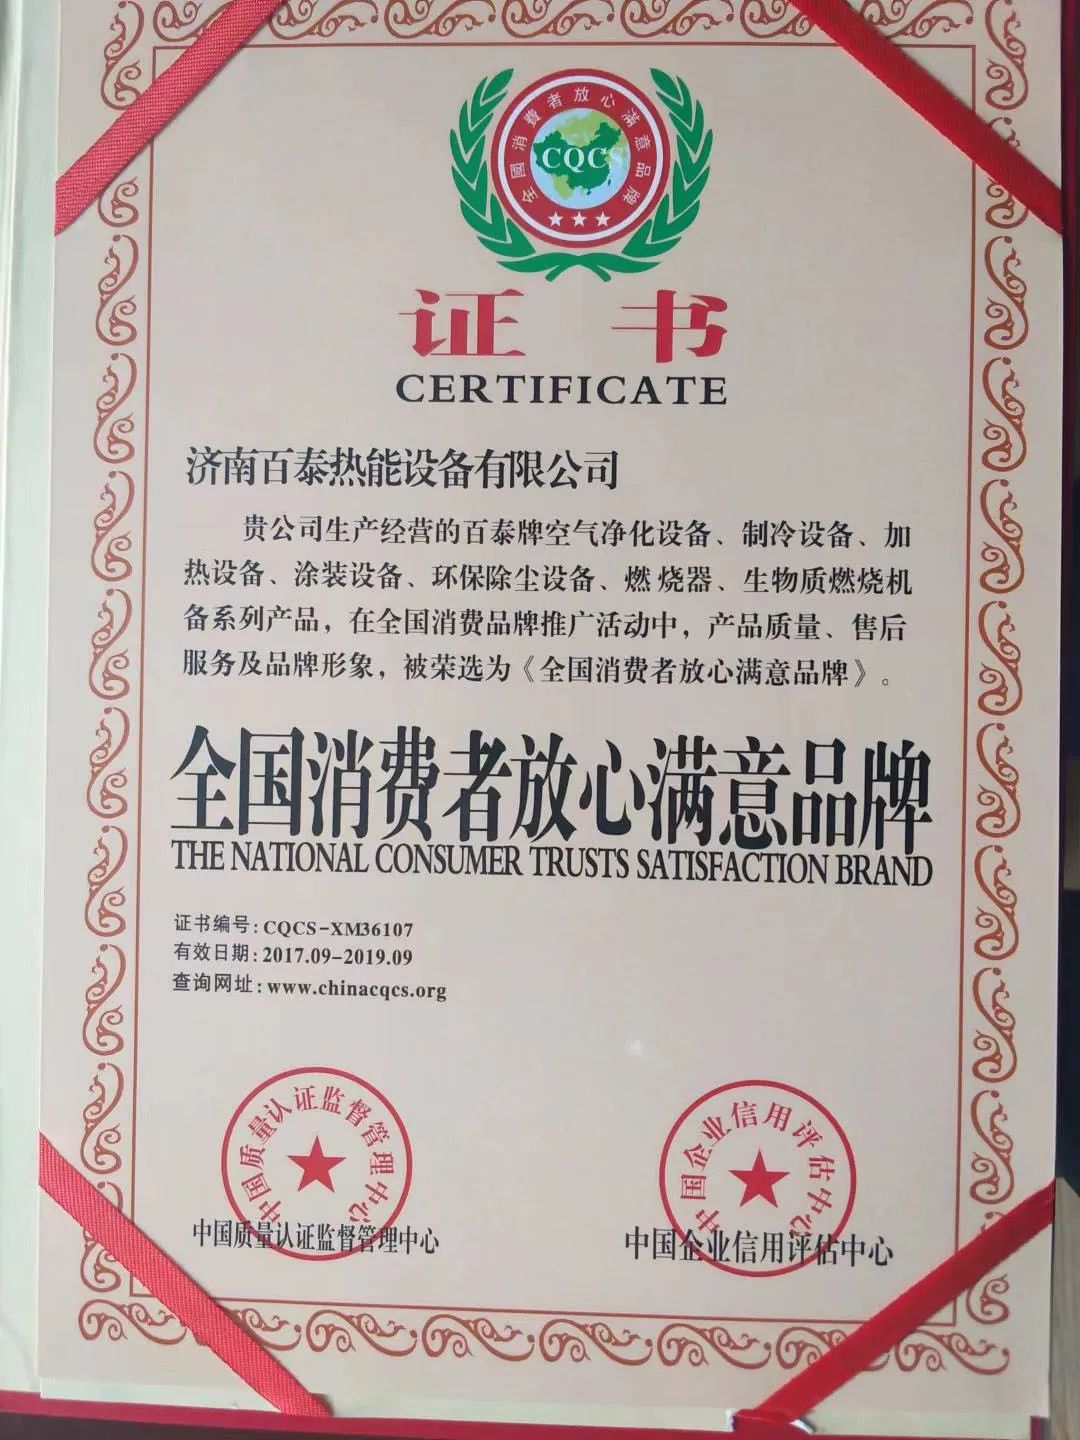 全國消費者放心滿意品牌
CQCS
证书
CERTIFICATE
济南百泰热能设备有限公司
贵公司生产经营的百泰牌空气净化设备、制冷设备、加
热设备、涂装设备、环保除尘设备、燃烧器、生物质燃烧机
备系列产品，在全国消费品牌推广活动中，产品质量、售后
服务及品牌形象，被荣选为《全国消费者放心满意品牌》。
全国消费者放心满意品牌
THE NATIONAL CONSUMER TRUSTS SATISFACTION BRAND
证书编号：CQCS-XM36107
有效日期：2017.09-2019.09
查询网址：www.chinacqcs.org
中国质量认证监督管理中心
中国企业信用评估中心
中国质量认证监督管理中心
中国企业信用评估中心